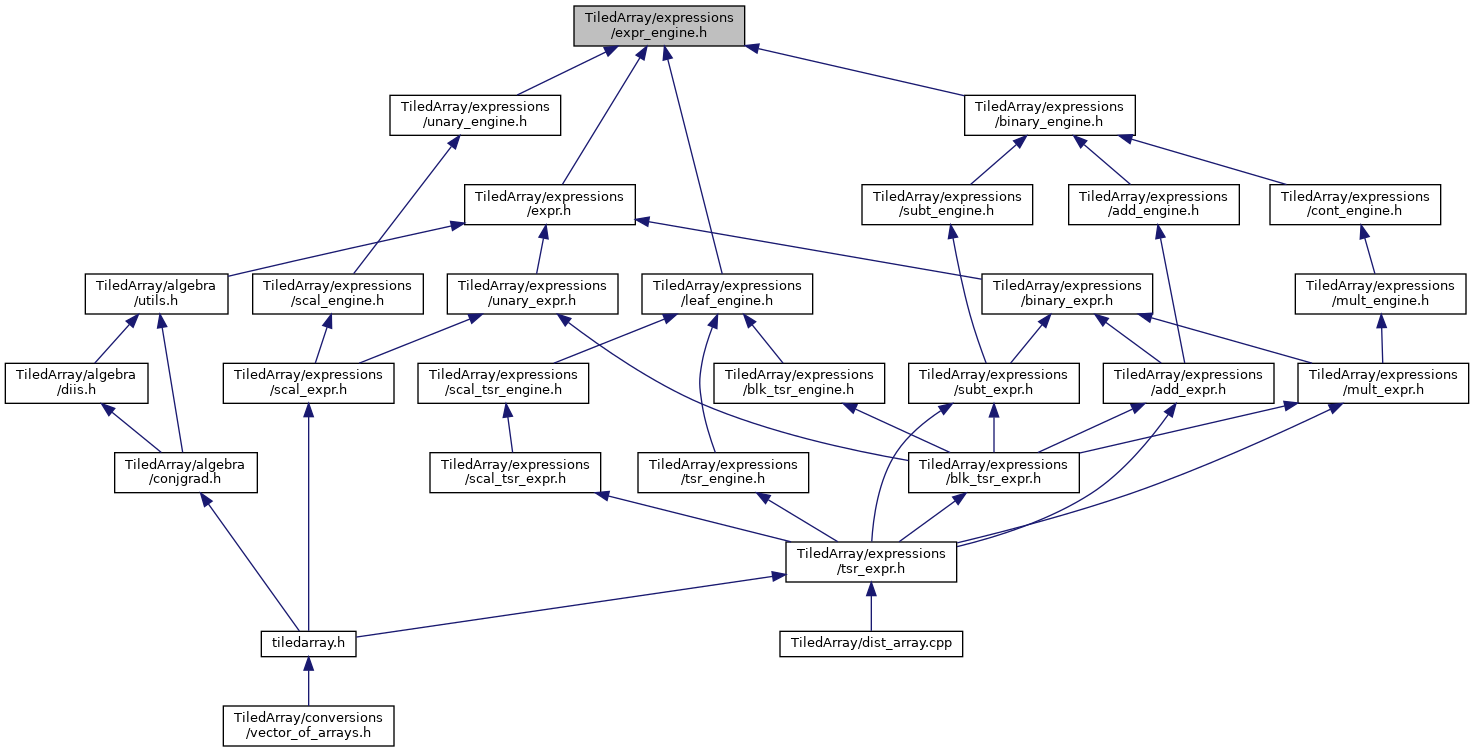 TiledArray/expressions
/expr_engine.h
TiledArray/expressions
/unary_engine.h
TiledArray/expressions
/binary_engine.h
TiledArray/expressions
/expr.h
TiledArray/expressions
/subt_engine.h
TiledArray/expressions
/add_engine.h
TiledArray/expressions
/cont_engine.h
TiledArray/algebra
/utils.h
TiledArray/expressions
/scal_engine.h
TiledArray/expressions
/unary_expr.h
TiledArray/expressions
/leaf_engine.h
TiledArray/expressions
/binary_expr.h
TiledArray/expressions
/mult_engine.h
TiledArray/algebra
/diis.h
TiledArray/expressions
/scal_expr.h
TiledArray/expressions
/scal_tsr_engine.h
TiledArray/expressions
/blk_tsr_engine.h
TiledArray/expressions
/subt_expr.h
TiledArray/expressions
/add_expr.h
TiledArray/expressions
/mult_expr.h
TiledArray/algebra
/conjgrad.h
TiledArray/expressions
/scal_tsr_expr.h
TiledArray/expressions
/tsr_engine.h
TiledArray/expressions
/blk_tsr_expr.h
TiledArray/expressions
/tsr_expr.h
tiledarray.h
TiledArray/dist_array.cpp
TiledArray/conversions
/vector_of_arrays.h